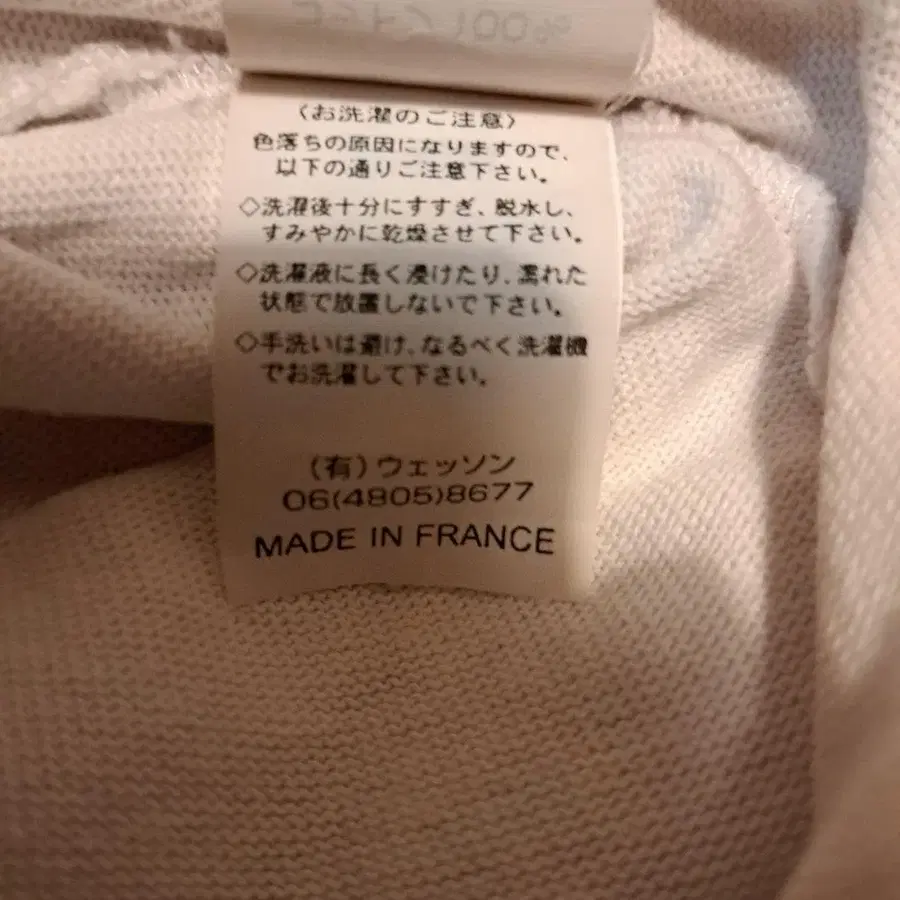 コットン 100%
〈お洗濯のご注意〉
色落ちの原因になりますので、
以下の通りご注意下さい。
◇洗濯後十分にすすぎ、脱水し、
すみやかに乾燥させて下さい。
◇洗濯液に長く浸けたり、濡れた
状態で放置しないで下さい。
◇手洗いは避け、なるべく洗濯機
でお洗濯して下さい。
(有)ウェッソン
06(4805)8677
MADE IN FRANCE